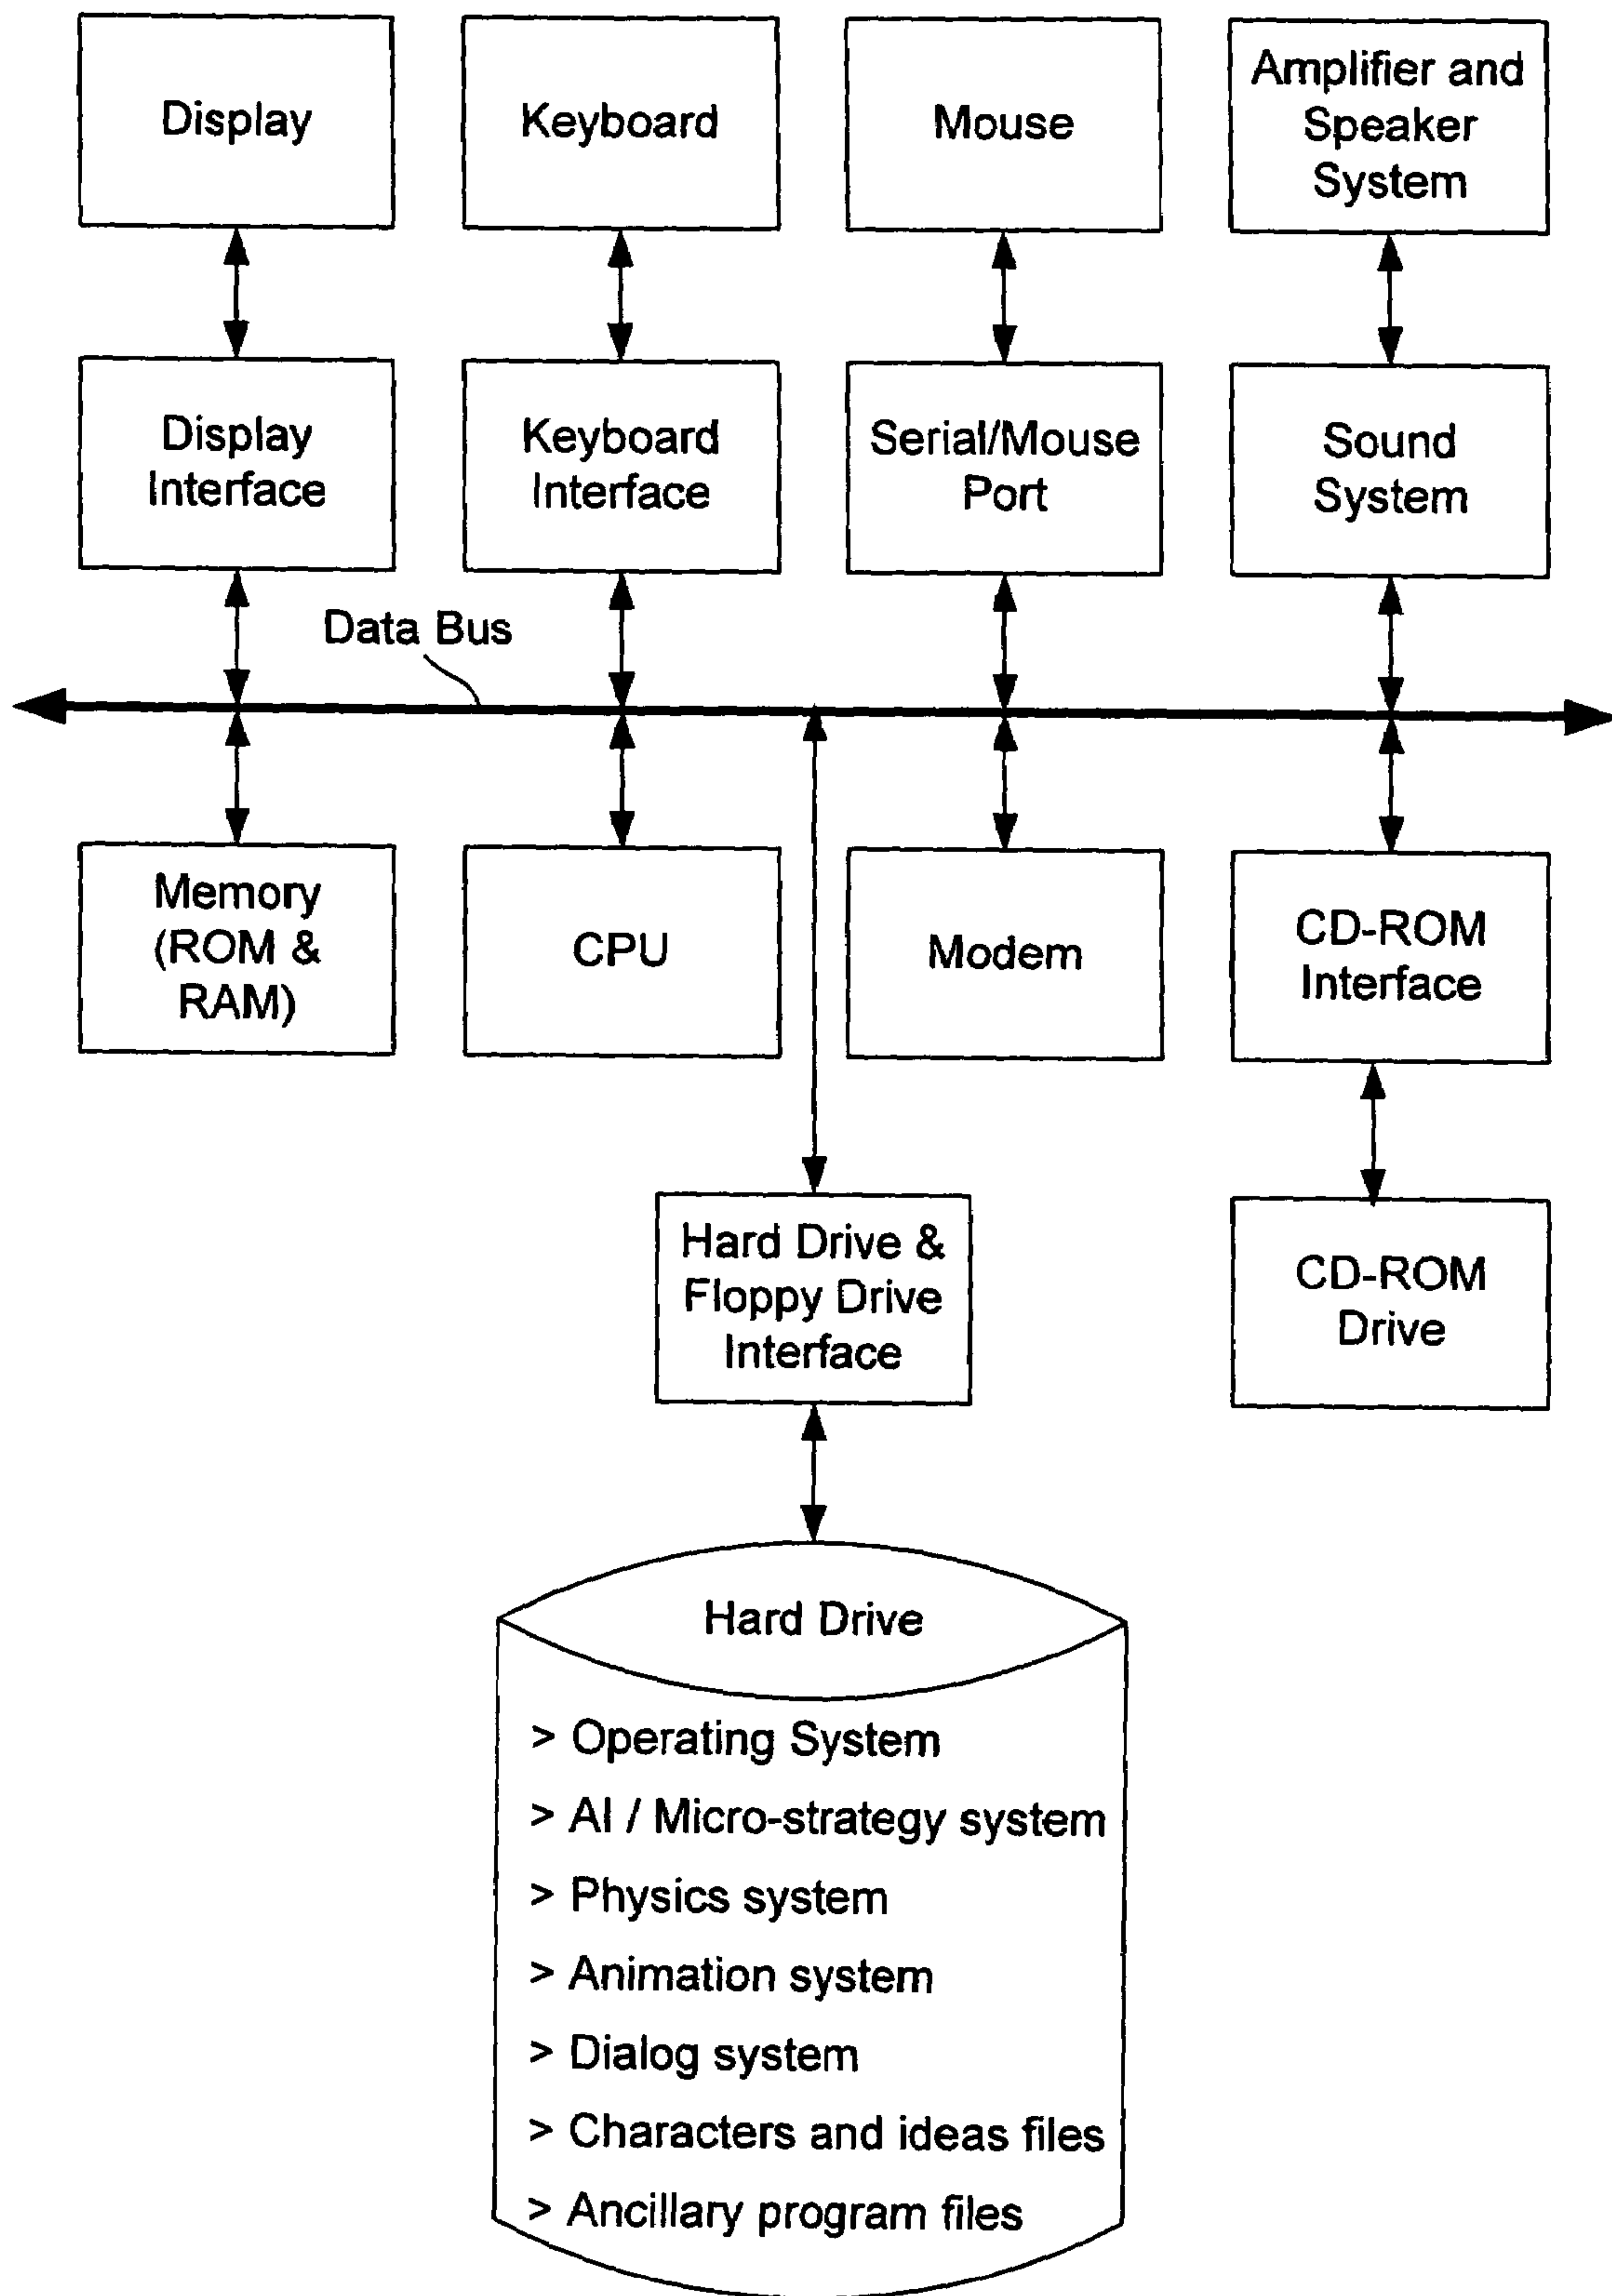 Display
Keyboard
Mouse
Amplifier and
Speaker
System
Display
Interface
Keyboard
Interface
Serial/Mouse
Port
Sound
System
Data Bus
Memory
(ROM &
RAM)
CPU
Modem
CD-ROM
Interface
Hard Drive &
Floppy Drive
Interface
CD-ROM
Drive
Hard Drive
> Operating System
> AI / Micro-strategy system
> Physics system
> Animation system
> Dialog system
> Characters and ideas files
> Ancillary program files